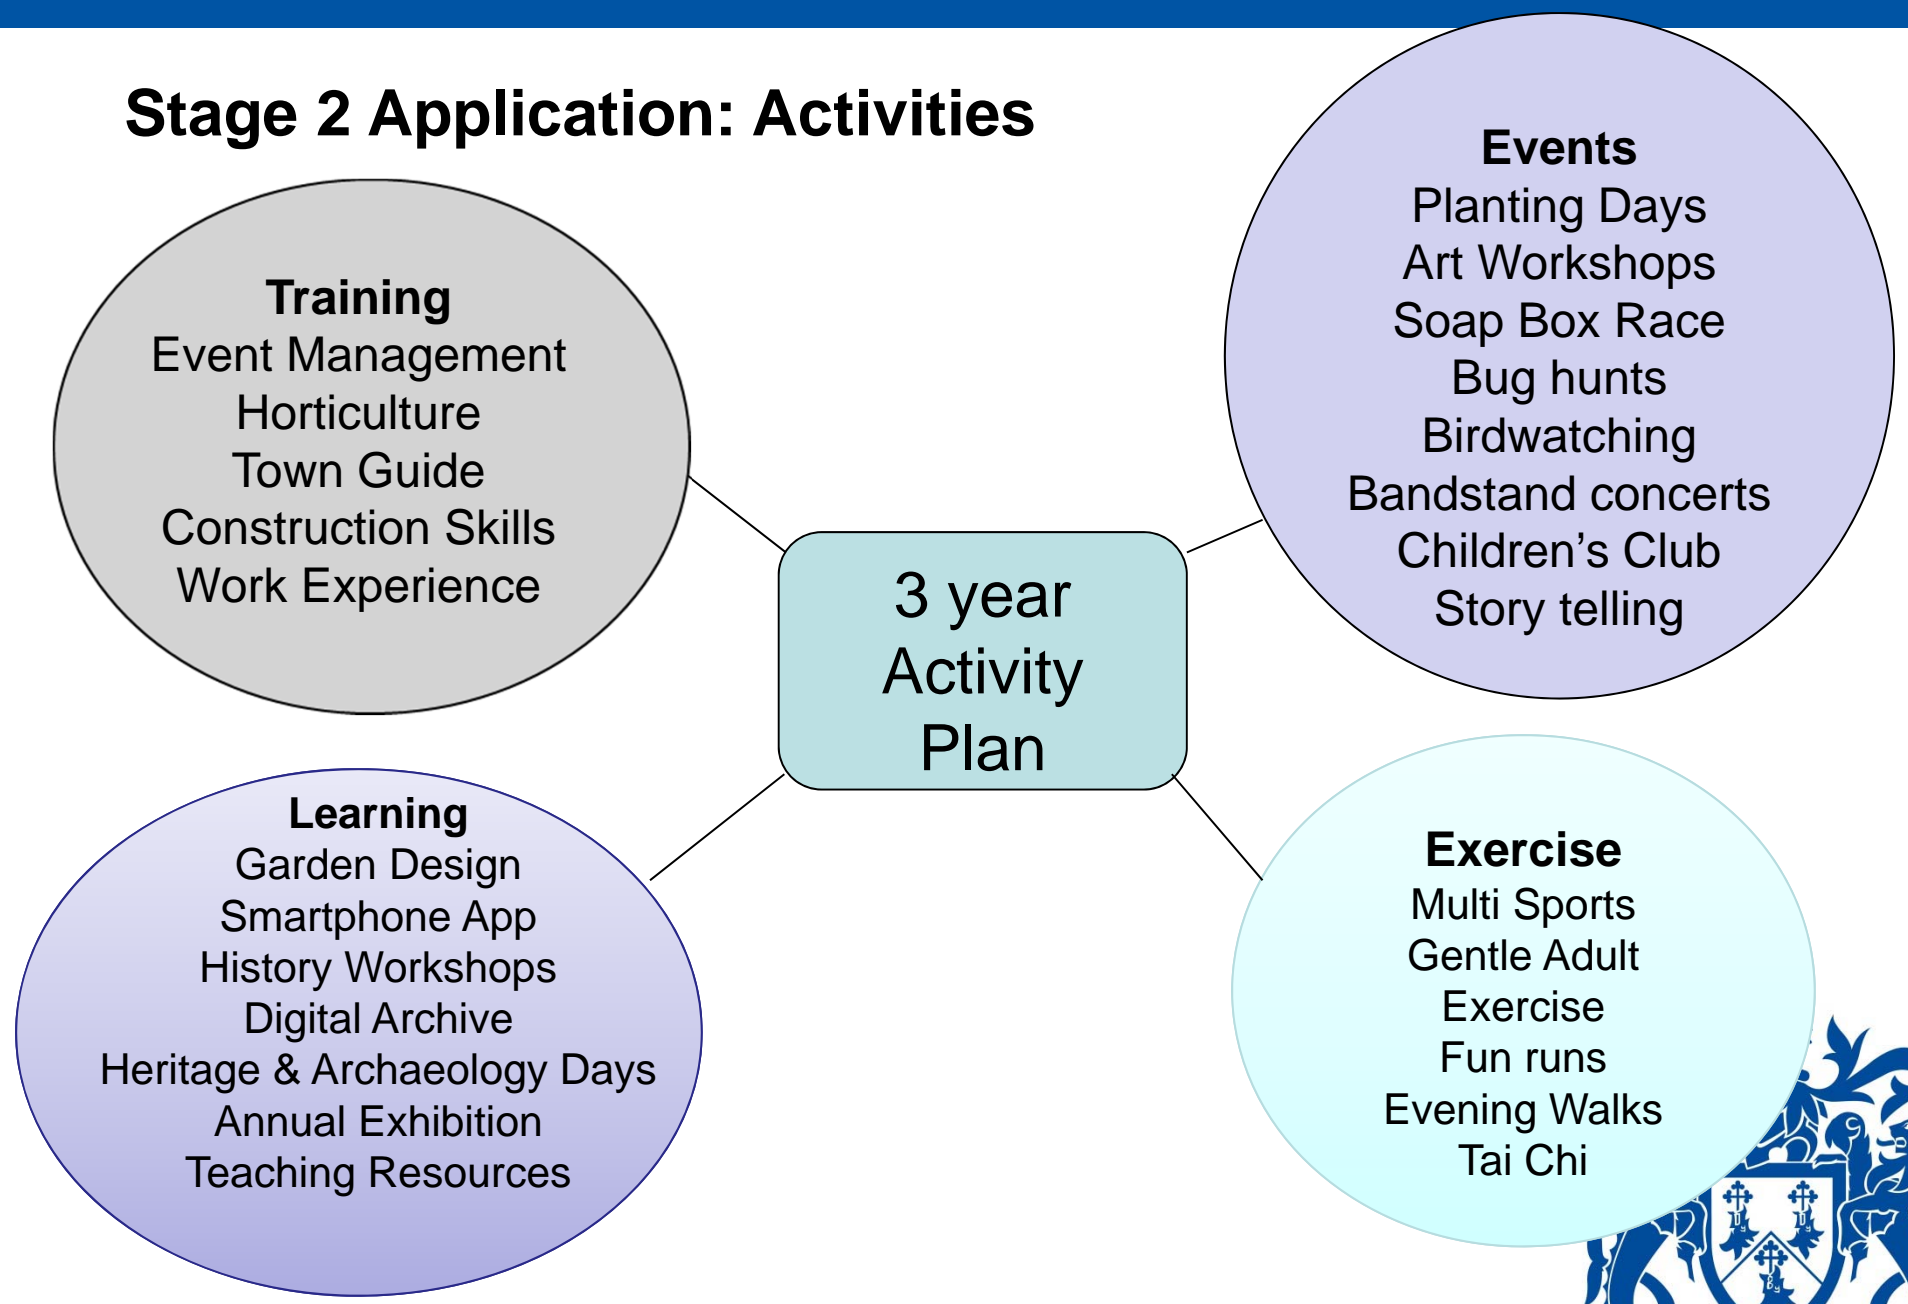 Stage 2 Application: Activities
Training
Event Management
Horticulture
Town Guide
Construction Skills
Work Experience
Events
Planting Days
Art Workshops
Soap Box Race
Bug hunts
Birdwatching
Bandstand concerts
Children’s Club
Story telling
3 year
Activity
Plan
Learning
Garden Design
Smartphone App
History Workshops
Digital Archive
Heritage & Archaeology Days
Annual Exhibition
Teaching Resources
Exercise
Multi Sports
Gentle Adult
Exercise
Fun runs
Evening Walks
Tai Chi